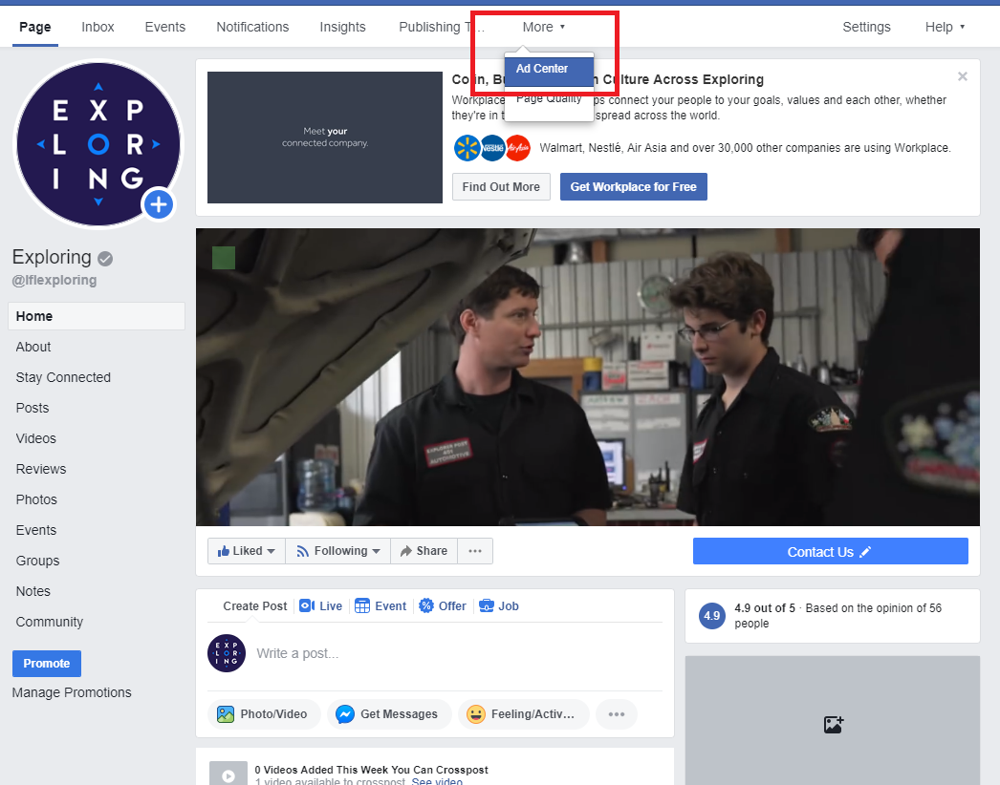 Page Inbox Events Notifications Insights Publishing T... More Settings Help
Ad Center
Page Quality
E X P
L O R
I N G
Exploring
@lflexploring
Home
About
Stay Connected
Posts
Videos
Reviews
Photos
Events
Groups
Notes
Community
Promote
Manage Promotions
Meet your
connected company.
Colin, Bu Culture Across Exploring
Workplace ps connect your people to your goals, values and each other, whether
they're in t spread across the world.
Nestlé AirAsia
Walmart, Nestlé, Air Asia and over 30,000 other companies are using Workplace.
Find Out More Get Workplace for Free
EXPLORER POST
AUTOMOTIVE
Liked Following Share ... Contact Us
Create Post Live Event Offer Job
E X P
L O R
I N G
Write a post...
Photo/Video Get Messages Feeling/Activ... ...
4.9 4.9 out of 5 · Based on the opinion of 56
people
0 Videos Added This Week You Can Crosspost
1 video available to crosspost. See video.